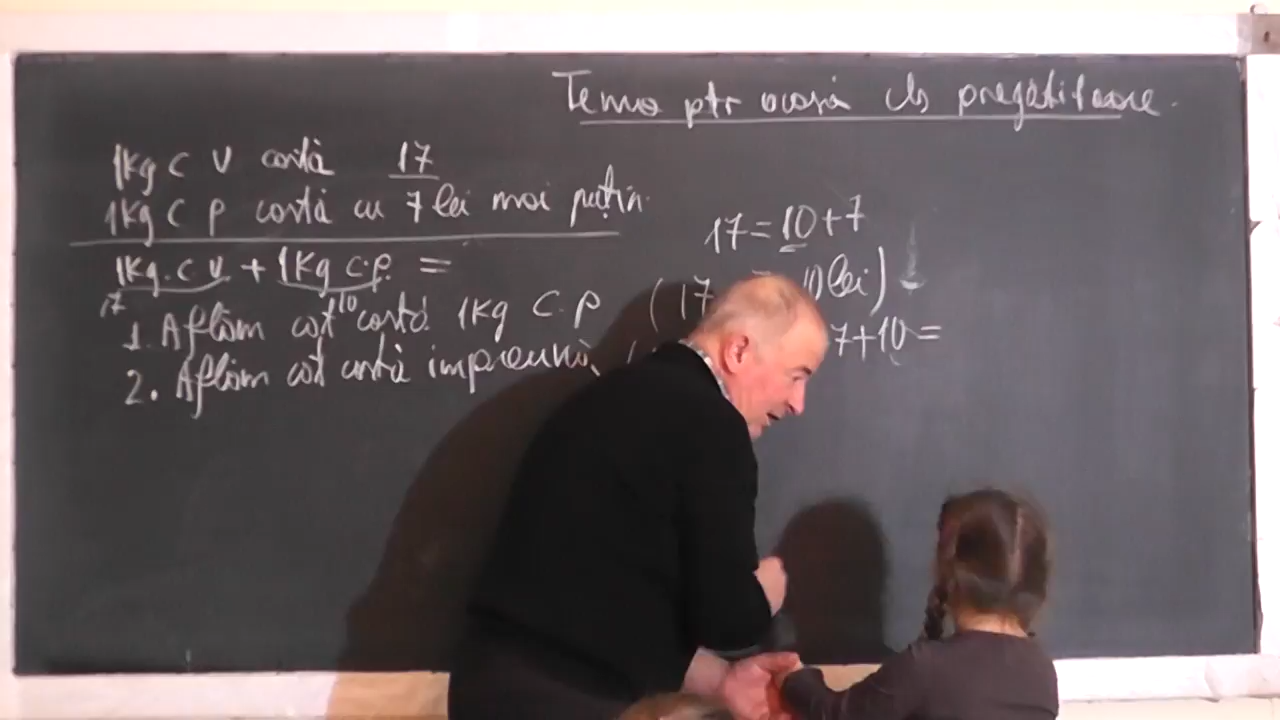 Tema ptr acasă cls pregătitoare.
1kg C V costă 17
1kg C P costă cu 7 lei mai puțin.
1kg. C V + 1kg C.P. =
17 10
17 = 10 + 7
1. Aflăm cât costă 1kg C.P (17 10 lei)
2. Aflăm cât costă împreună ( 7+10=